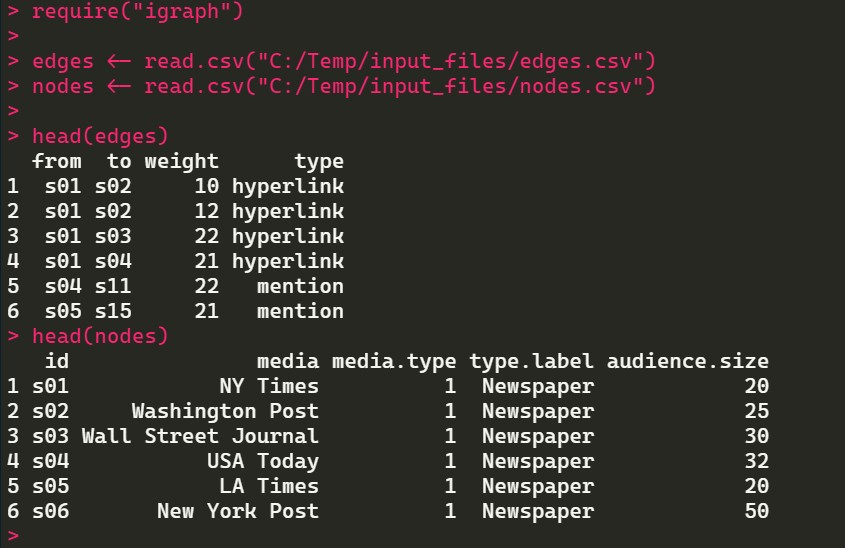 > require("igraph")
>
> edges <- read.csv("C:/Temp/input_files/edges.csv")
> nodes <- read.csv("C:/Temp/input_files/nodes.csv")
>
> head(edges)
  from  to weight      type
1  s01 s02     10 hyperlink
2  s01 s02     12 hyperlink
3  s01 s03     22 hyperlink
4  s01 s04     21 hyperlink
5  s04 s11     22   mention
6  s05 s15     21   mention
> head(nodes)
   id               media media.type type.label audience.size
1 s01            NY Times          1  Newspaper            20
2 s02     Washington Post          1  Newspaper            25
3 s03 Wall Street Journal          1  Newspaper            30
4 s04           USA Today          1  Newspaper            32
5 s05            LA Times          1  Newspaper            20
6 s06       New York Post          1  Newspaper            50
>